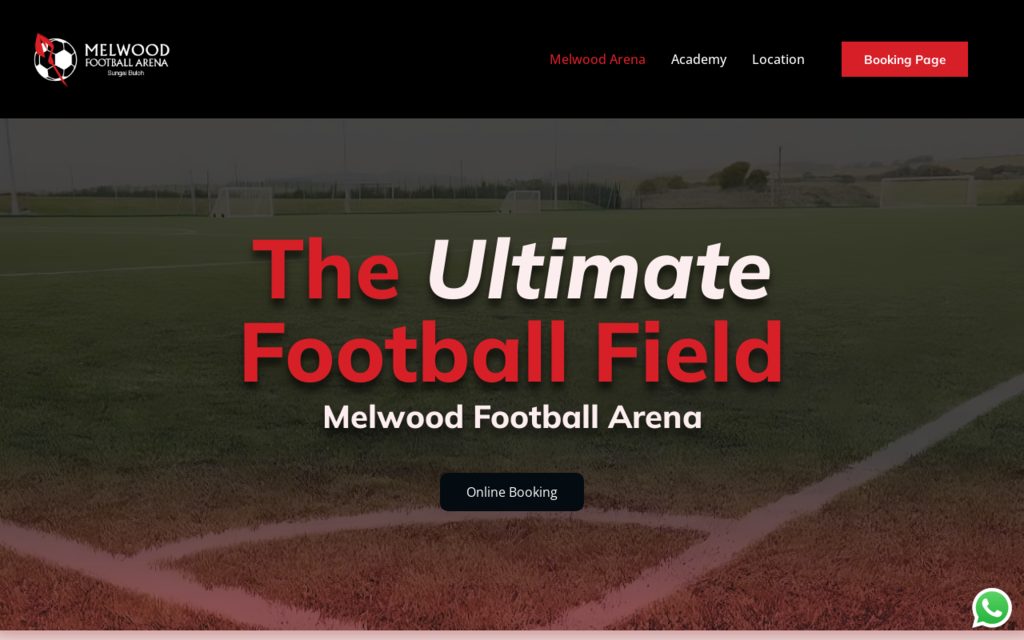 MELWOOD
FOOTBALL ARENA
Sungai Buloh
Melwood Arena
Academy
Location
Booking Page
The Ultimate
Football Field
Melwood Football Arena
Online Booking